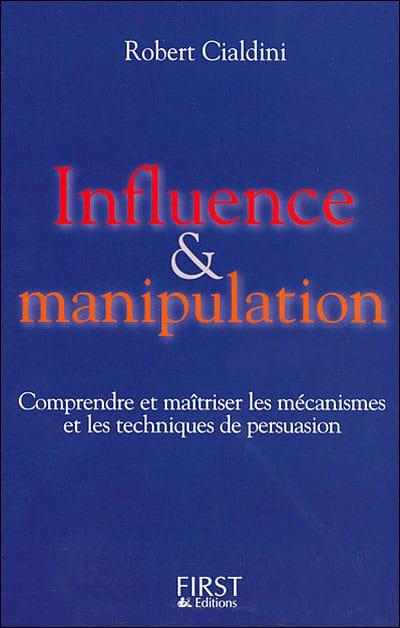 Robert Cialdini
Influence
&
manipulation
Comprendre et maîtriser les mécanismes
et les techniques de persuasion
FIRST
& Editions